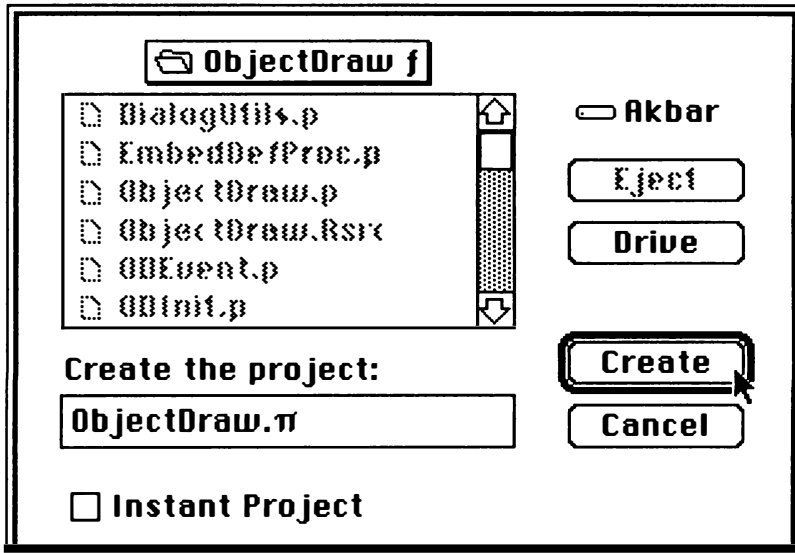 ObjectDraw ƒ
DialogUtils.p
EmbedDefProc.p
ObjectDraw.p
ObjectDraw.Rsrc
ODEvent.p
ODInit.p
Akbar
Eject
Drive
Create the project:
ObjectDraw.π
Create
Cancel
Instant Project